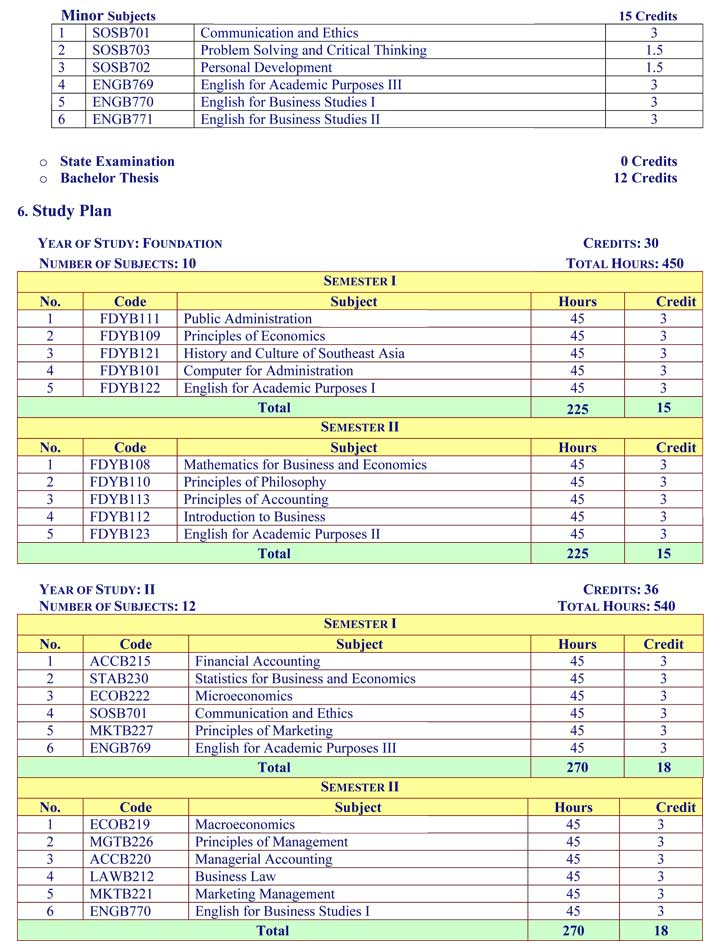 Minor Subjects 15 Credits
1 SOSB701 Communication and Ethics 3
2 SOSB703 Problem Solving and Critical Thinking 1.5
3 SOSB702 Personal Development 1.5
4 ENGB769 English for Academic Purposes III 3
5 ENGB770 English for Business Studies I 3
6 ENGB771 English for Business Studies II 3
o State Examination 0 Credits
o Bachelor Thesis 12 Credits
6. Study Plan
YEAR OF STUDY: FOUNDATION CREDITS: 30
NUMBER OF SUBJECTS: 10 TOTAL HOURS: 450
SEMESTER I
No. Code Subject Hours Credit
1 FDYB111 Public Administration 45 3
2 FDYB109 Principles of Economics 45 3
3 FDYB121 History and Culture of Southeast Asia 45 3
4 FDYB101 Computer for Administration 45 3
5 FDYB122 English for Academic Purposes I 45 3
Total 225 15
SEMESTER II
No. Code Subject Hours Credit
1 FDYB108 Mathematics for Business and Economics 45 3
2 FDYB110 Principles of Philosophy 45 3
3 FDYB113 Principles of Accounting 45 3
4 FDYB112 Introduction to Business 45 3
5 FDYB123 English for Academic Purposes II 45 3
Total 225 15
YEAR OF STUDY: II CREDITS: 36
NUMBER OF SUBJECTS: 12 TOTAL HOURS: 540
SEMESTER I
No. Code Subject Hours Credit
1 ACCB215 Financial Accounting 45 3
2 STAB230 Statistics for Business and Economics 45 3
3 ECOB222 Microeconomics 45 3
4 SOSB701 Communication and Ethics 45 3
5 MKTB227 Principles of Marketing 45 3
6 ENGB769 English for Academic Purposes III 45 3
Total 270 18
SEMESTER II
No. Code Subject Hours Credit
1 ECOB219 Macroeconomics 45 3
2 MGTB226 Principles of Management 45 3
3 ACCB220 Managerial Accounting 45 3
4 LAWB212 Business Law 45 3
5 MKTB221 Marketing Management 45 3
6 ENGB770 English for Business Studies I 45 3
Total 270 18